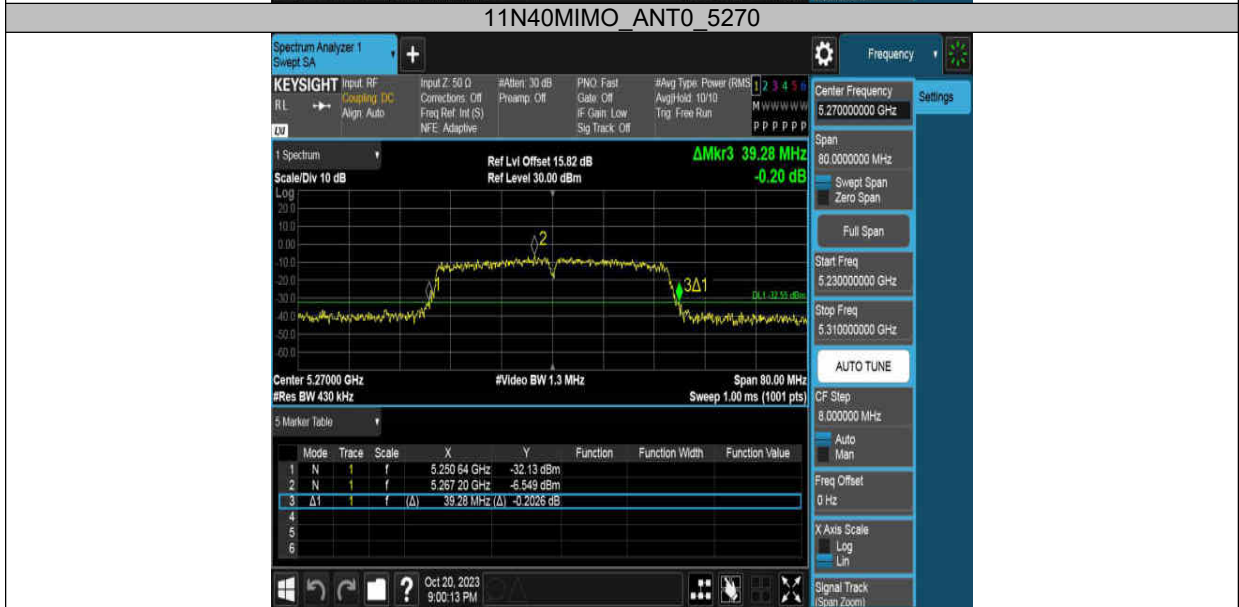 11N40MIMO_ANT0_5270
Spectrum Analyzer 1
Swept SA
+
Frequency
KEYSIGHT
RL
LW
Input: RF
Coupling: DC
Align: Auto
Input Z: 50 Ω
Corrections: Off
Freq Ref: Int (S)
NFE: Adaptive
#Atten: 30 dB
Preamp: Off
PNO: Fast
Gate: Off
IF Gain: Low
Sig Track: Off
#Avg Type: Power (RMS
Avg|Hold: 10/10
Trig: Free Run
1 2 3 4 5 6
M W W W W W
P P P P P P
Center Frequency
5.270000000 GHz
Settings
1 Spectrum
Scale/Div 10 dB
Ref Lvl Offset 15.82 dB
Ref Level 30.00 dBm
ΔMkr3 39.28 MHz
-0.20 dB
Span
80.0000000 MHz
Swept Span
Zero Span
Full Span
Log
20.0
10.0
0.00
-10.0
-20.0
-30.0
-40.0
-50.0
-60.0
2
3Δ1
DL1 -32.55 dBm
Start Freq
5.230000000 GHz
Stop Freq
5.310000000 GHz
AUTO TUNE
Center 5.27000 GHz
#Res BW 430 kHz
#Video BW 1.3 MHz
Span 80.00 MHz
Sweep 1.00 ms (1001 pts)
CF Step
8.000000 MHz
Auto
Man
5 Marker Table
Mode Trace Scale X Y Function Function Width Function Value
1 N 1 f 5.250 64 GHz -32.13 dBm
2 N 1 f 5.267 20 GHz -6.549 dBm
3 Δ1 1 f (Δ) 39.28 MHz (Δ) -0.2026 dB
4
5
6
Freq Offset
0 Hz
X Axis Scale
Log
Lin
Signal Track
(Span Zoom)
?
Oct 20, 2023
9:00:13 PM